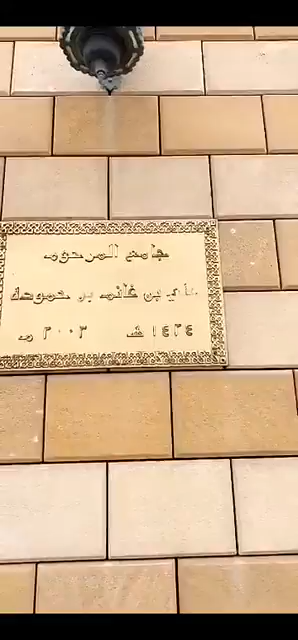 جامع المرحوم
بن غانم بن حمودة
١٤٢٤ هـ ٢٠٠٣ م